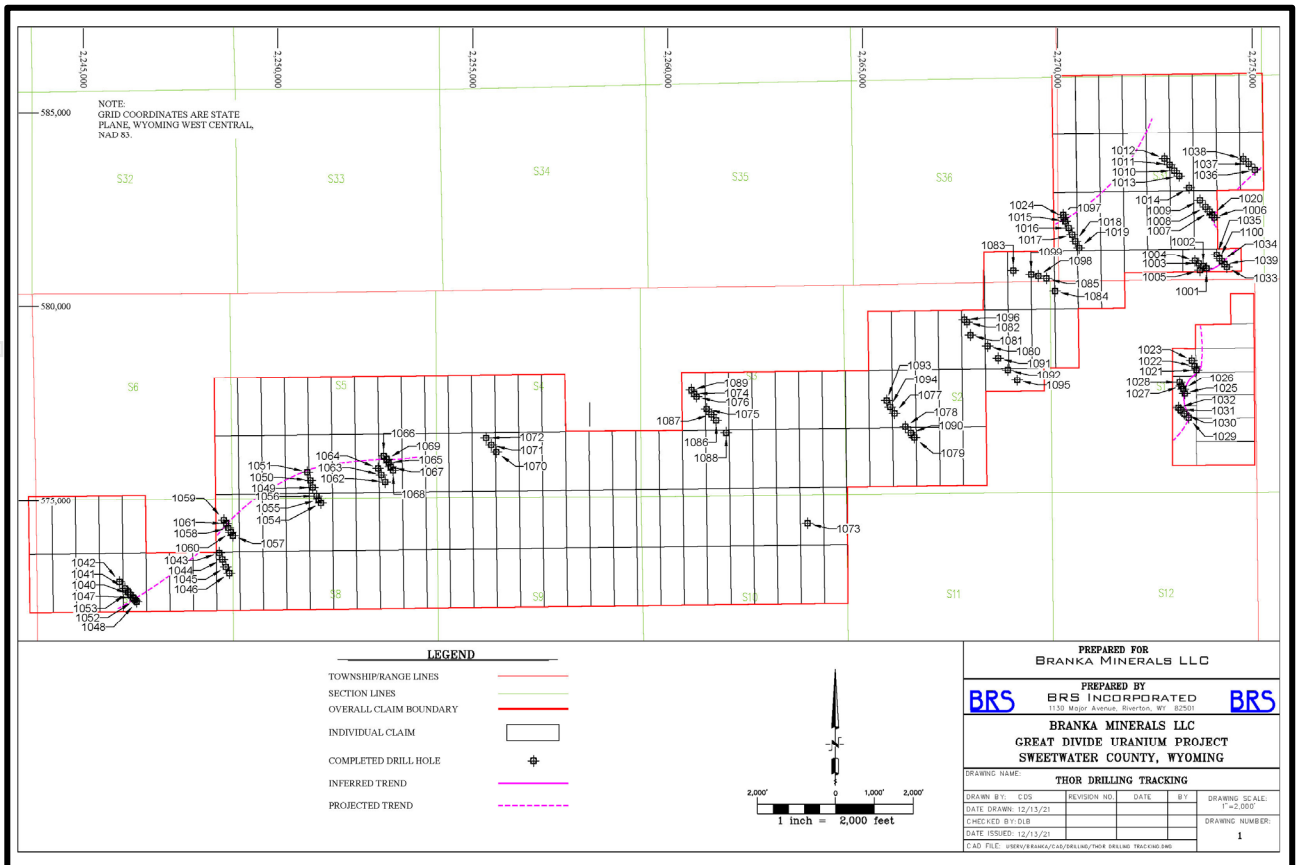 2,245,000
2,250,000
2,255,000
2,260,000
2,265,000
2,270,000
2,275,000
585,000
NOTE:
GRID COORDINATES ARE STATE
PLANE, WYOMING WEST CENTRAL,
NAD 83.
S32
S33
S34
S35
S36
1012
1011
1010
1013
1038
1037
1036
1014
1009
1008
1007
1020
1006
1035
1100
1034
1039
1033
1002
1004
1003
1005
1001
1024
1097
1015
1016
1017
1018
1019
1083
1099
1098
1085
1084
580,000
1096
1082
1081
1080
1091
1092
1095
1023
1022
1021
1028
1027
1026
1025
1032
1031
1030
1029
S6
S5
S4
S2
1093
1094
1077
1078
1090
1079
1089
1074
1076
1075
1087
1086
1088
1072
1071
1070
1066
1069
1065
1067
1068
1064
1063
1062
1051
1050
1049
1056
1055
1054
575,000
1059
1061
1058
1060
1057
1043
1044
1045
1046
1073
1042
1041
1040
1047
1053
1052
1048
S8
S9
S10
S11
S12
LEGEND
TOWNSHIP/RANGE LINES
SECTION LINES
OVERALL CLAIM BOUNDARY
INDIVIDUAL CLAIM
COMPLETED DRILL HOLE
INFERRED TREND
PROJECTED TREND
N
2,000' 0 1,000' 2,000'
1 inch = 2,000 feet
PREPARED FOR
BRANKA MINERALS LLC
PREPARED BY
BRS BRS INCORPORATED BRS
1130 Major Avenue, Riverton, WY 82501
BRANKA MINERALS LLC
GREAT DIVIDE URANIUM PROJECT
SWEETWATER COUNTY, WYOMING
DRAWING NAME:
THOR DRILLING TRACKING
DRAWN BY: CDS REVISION NO. DATE BY DRAWING SCALE:
1"=2,000'
DATE DRAWN: 12/13/21
CHECKED BY: DLB DRAWING NUMBER:
DATE ISSUED: 12/13/21 1
CAD FILE: USERV/BRANKA/CAD/DRILLING/THOR DRILLING TRACKING.DWG